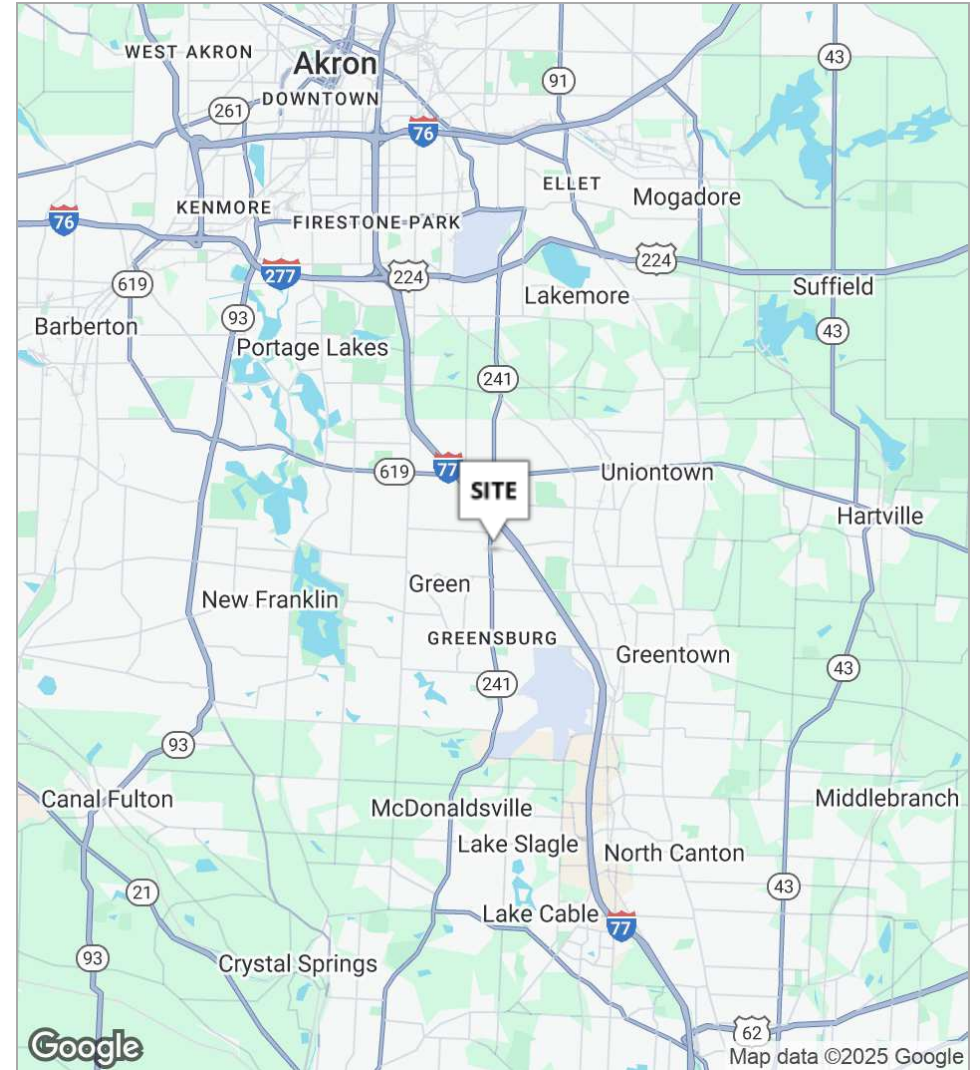 WEST AKRON
Akron
43
91
DOWNTOWN
261
76
ELLET
Mogadore
KENMORE
76
FIRESTONE PARK
224
277
224
619
Suffield
Lakemore
93
Barberton
43
Portage Lakes
241
77
619
Uniontown
SITE
Hartville
Green
New Franklin
GREENSBURG
Greentown
43
241
93
Canal Fulton
McDonaldsville
Middlebranch
Lake Slagle
North Canton
21
43
Lake Cable
77
93
Crystal Springs
62
Google
Map data ©2025 Google